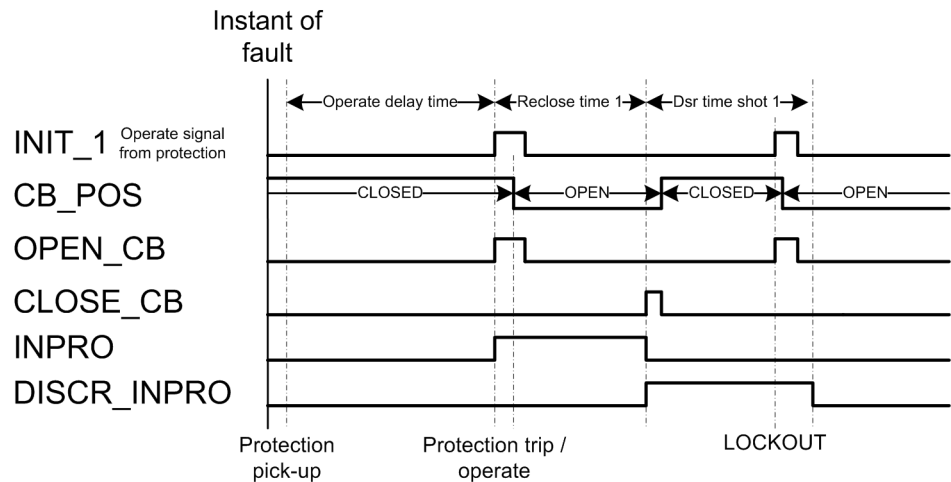 Instant of
fault
Operate delay time
Reclose time 1
Dsr time shot 1
INIT_1
Operate signal
from protection
CB_POS
CLOSED
OPEN
CLOSED
OPEN
OPEN_CB
CLOSE_CB
INPRO
DISCR_INPRO
Protection
pick-up
Protection trip /
operate
LOCKOUT